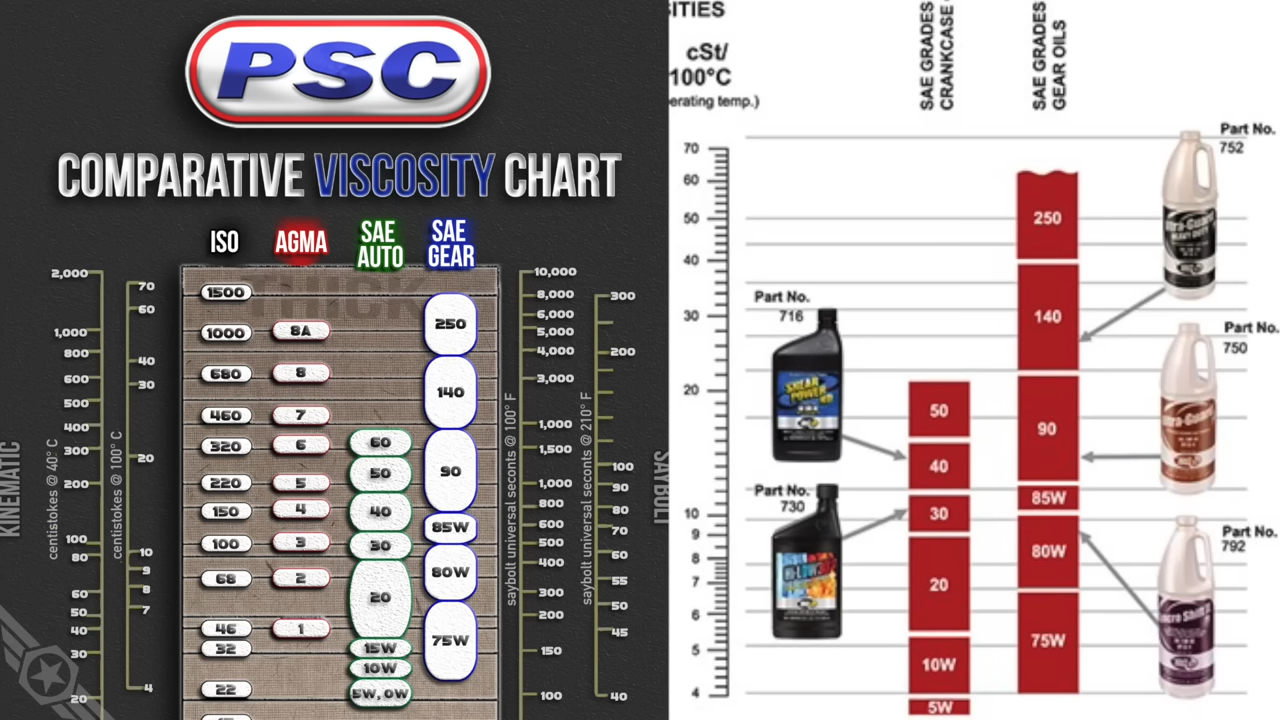 PSC
COMPARATIVE VISCOSITY CHART
ISO
AGMA
SAE
AUTO
SAE
GEAR
THICK
KINEMATIC
centistokes @ 40° C
2,000
1,000
800
600
500
400
300
200
100
80
60
50
40
30
20
centistokes @ 100° C
70
60
40
30
20
10
9
8
7
4
1500
1000
680
460
320
220
150
100
68
46
32
22
8A
8
7
6
5
4
3
2
1
60
50
40
30
20
15W
10W
5W, 0W
250
140
90
85W
80W
75W
saybolt universal seconds @ 100° F
10,000
8,000
6,000
5,000
4,000
3,000
1,000
1,500
1,000
800
600
500
400
300
200
150
100
saybolt universal seconds @ 210° F
300
200
100
90
80
70
60
55
50
45
40
SAYBOLT
ITIES
cSt/
100°C
erating temp.)
SAE GRADES
CRANKCASE
SAE GRADES
GEAR OILS
70
60
50
40
30
20
10
9
8
7
6
5
4
50
40
30
20
10W
5W
250
140
90
85W
80W
75W
Part No.
716
SHEAR
POWER
Part No.
730
HI-LOW
Part No.
752
Part No.
750
Part No.
792